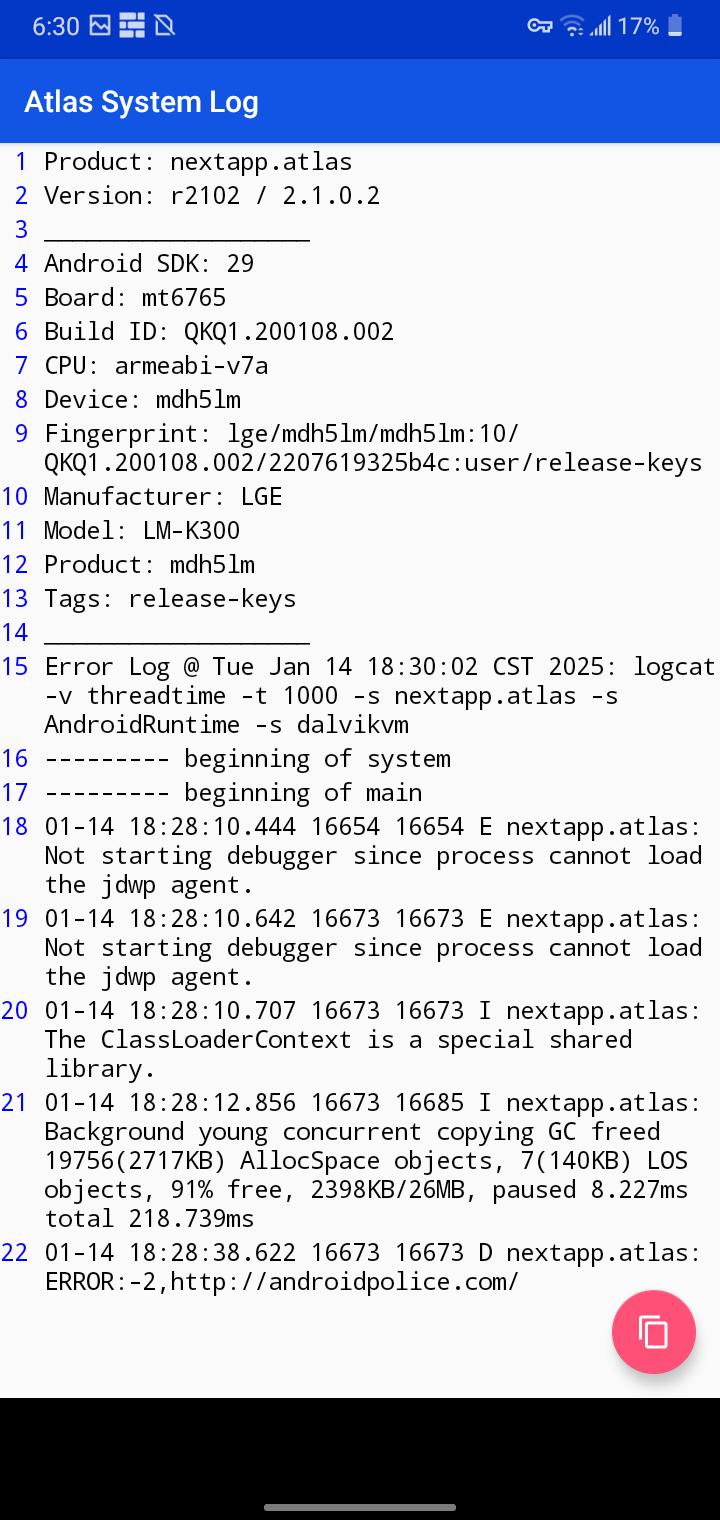 6:30 17%
Atlas System Log
1 Product: nextapp.atlas
2 Version: r2102 / 2.1.0.2
3 ___________________
4 Android SDK: 29
5 Board: mt6765
6 Build ID: QKQ1.200108.002
7 CPU: armeabi-v7a
8 Device: mdh5lm
9 Fingerprint: lge/mdh5lm/mdh5lm:10/
QKQ1.200108.002/2207619325b4c:user/release-keys
10 Manufacturer: LGE
11 Model: LM-K300
12 Product: mdh5lm
13 Tags: release-keys
14 ___________________
15 Error Log @ Tue Jan 14 18:30:02 CST 2025: logcat
-v threadtime -t 1000 -s nextapp.atlas -s
AndroidRuntime -s dalvikvm
16 --------- beginning of system
17 --------- beginning of main
18 01-14 18:28:10.444 16654 16654 E nextapp.atlas:
Not starting debugger since process cannot load
the jdwp agent.
19 01-14 18:28:10.642 16673 16673 E nextapp.atlas:
Not starting debugger since process cannot load
the jdwp agent.
20 01-14 18:28:10.707 16673 16673 I nextapp.atlas:
The ClassLoaderContext is a special shared
library.
21 01-14 18:28:12.856 16673 16685 I nextapp.atlas:
Background young concurrent copying GC freed
19756(2717KB) AllocSpace objects, 7(140KB) LOS
objects, 91% free, 2398KB/26MB, paused 8.227ms
total 218.739ms
22 01-14 18:28:38.622 16673 16673 D nextapp.atlas:
ERROR:-2,http://androidpolice.com/